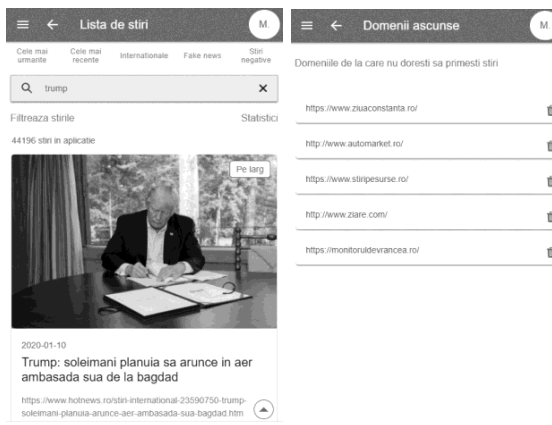 Lista de stiri
M.
Cele mai urmante
Cele mai recente
Internationale
Fake news
Stiri negative
trump
Filtreaza stirile
Statistici
44196 stiri in aplicatie
Pe larg
2020-01-10
Trump: soleimani planuia sa arunce in aer
ambasada sua de la bagdad
https://www.hotnews.ro/stiri-international-23590750-trump-
soleimani-planuia-arunce-aer-ambasada-sua-bagdad.htm
Domenii ascunse
M.
Domeniile de la care nu doresti sa primesti stiri
https://www.ziuaconstanta.ro/
http://www.automarket.ro/
https://www.stiripesurse.ro/
http://www.ziare.com/
https://monitoruldevrancea.ro/